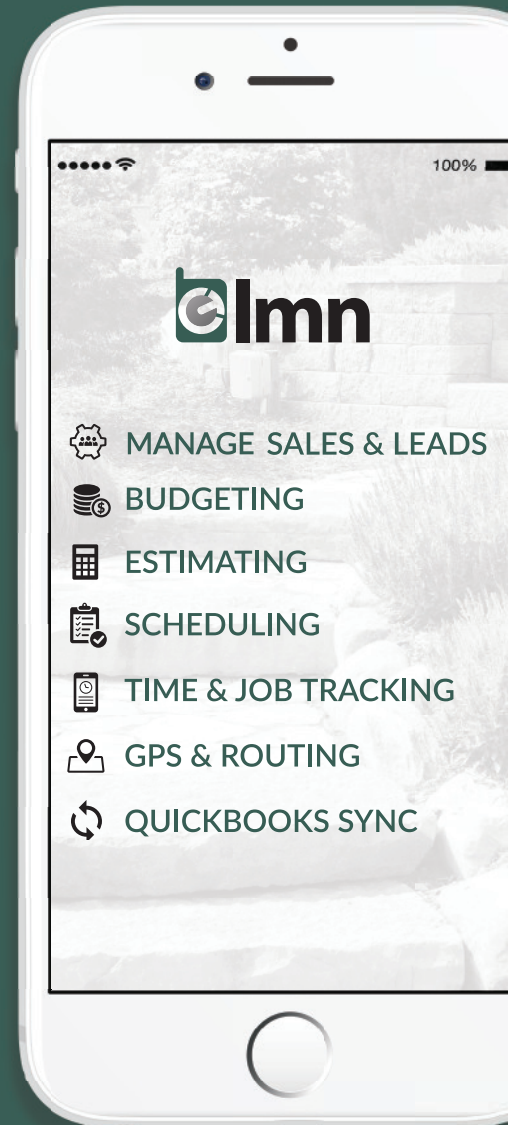 100%
lmn
MANAGE SALES & LEADS
BUDGETING
ESTIMATING
SCHEDULING
TIME & JOB TRACKING
GPS & ROUTING
QUICKBOOKS SYNC